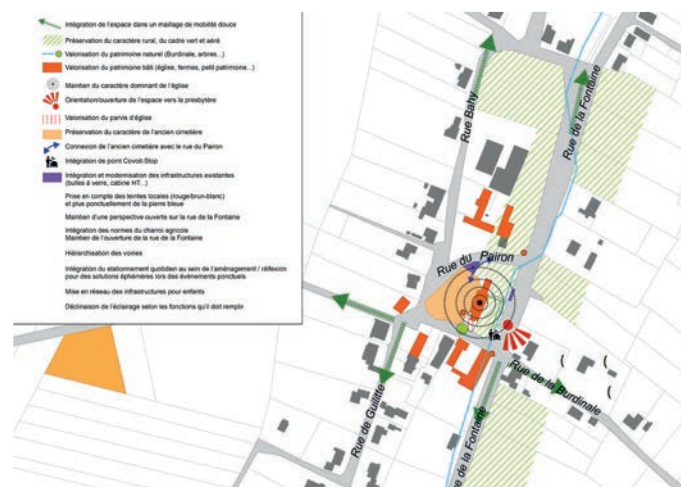 Intégration de l'espace dans un maillage de mobilité douce
Préservation du caractère rural, du cadre vert et aéré
Valorisation du patrimoine naturel (Burdinale, arbres...)
Valorisation du patrimoine bâti (église, fermes, petit patrimoine...)
Maintien du caractère dominant de l'église
Orientation/ouverture de l'espace vers le presbytère
Valorisation du parvis d'église
Préservation du caractère de l'ancien cimetière
Connexion de l'ancien cimetière avec le rue du Pairon
Intégration de point Covoit-Stop
Intégration et modernisation des infrastructures existantes
(bulles à verre, cabine HT...)
Prise en compte des teintes locales (rouge/brun-blanc)
et plus ponctuellement de la pierre bleue
Maintien d'une perspective ouverte sur la rue de la Fontaine
Intégration des normes du charroi agricole
Maintien de l'ouverture de la rue de la Fontaine
Hiérarchisation des voiries
Intégration du stationnement quotidien au sein de l'aménagement / réflexion
pour des solutions éphémères lors des événements ponctuels
Mise en réseau des infrastructures pour enfants
Déclinaison de l'éclairage selon les fonctions qu'il doit remplir
Rue Bahy
Rue de la Fontaine
Rue du Pairon
Rue de la Burdinale
Rue de Guilitte
e de la Fontaine